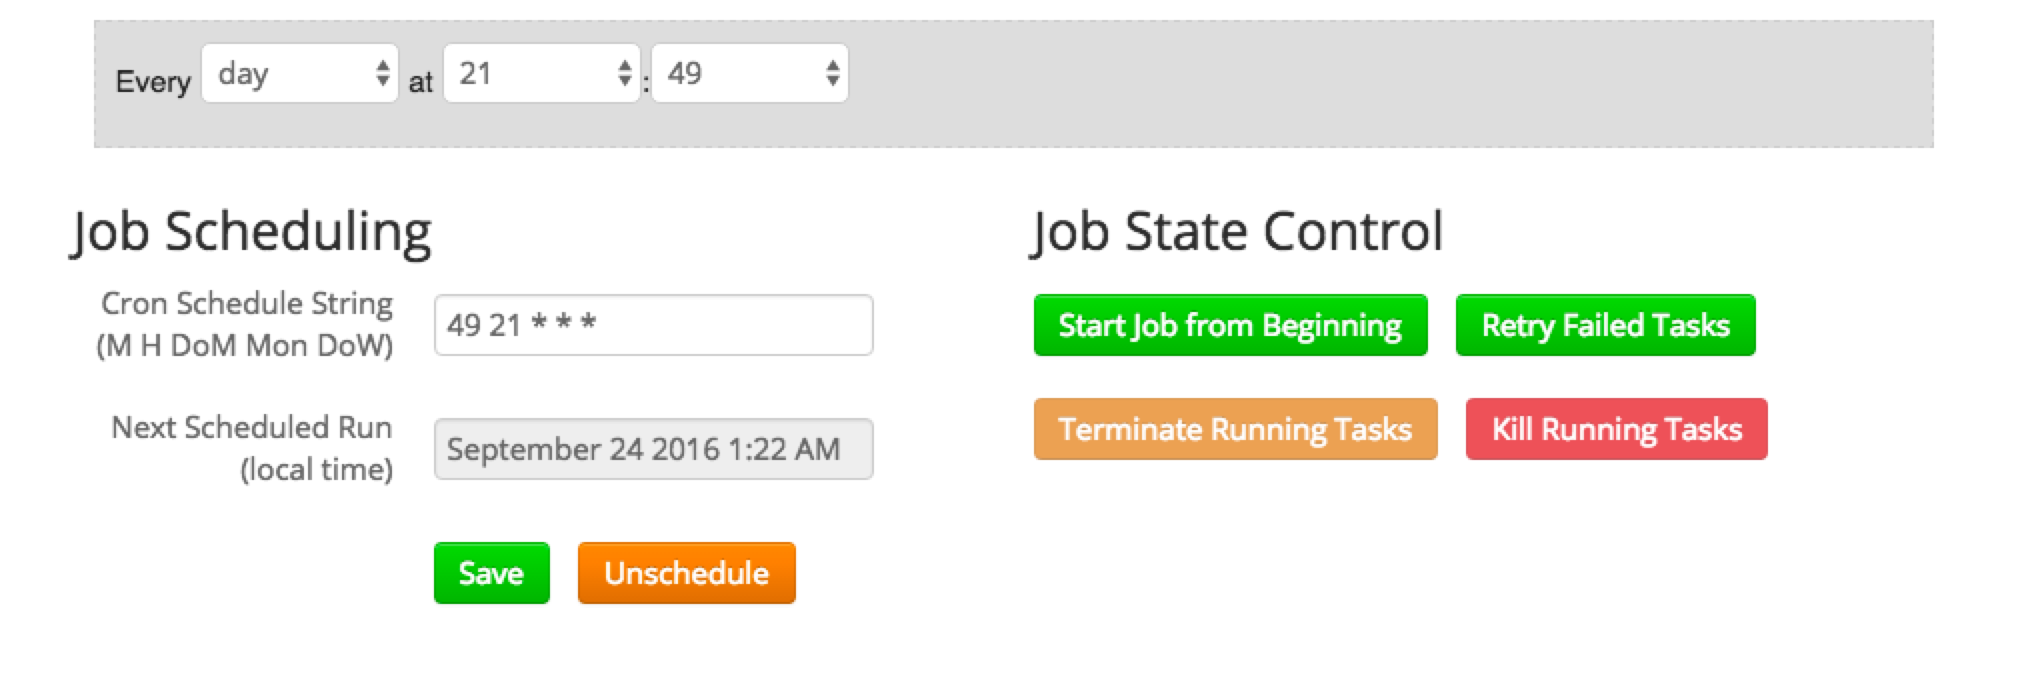 Every day at 21 : 49
Job Scheduling
Cron Schedule String
(M H DoM Mon DoW)
49 21 * * *
Next Scheduled Run
(local time)
September 24 2016 1:22 AM
Save Unschedule
Job State Control
Start Job from Beginning Retry Failed Tasks
Terminate Running Tasks Kill Running Tasks